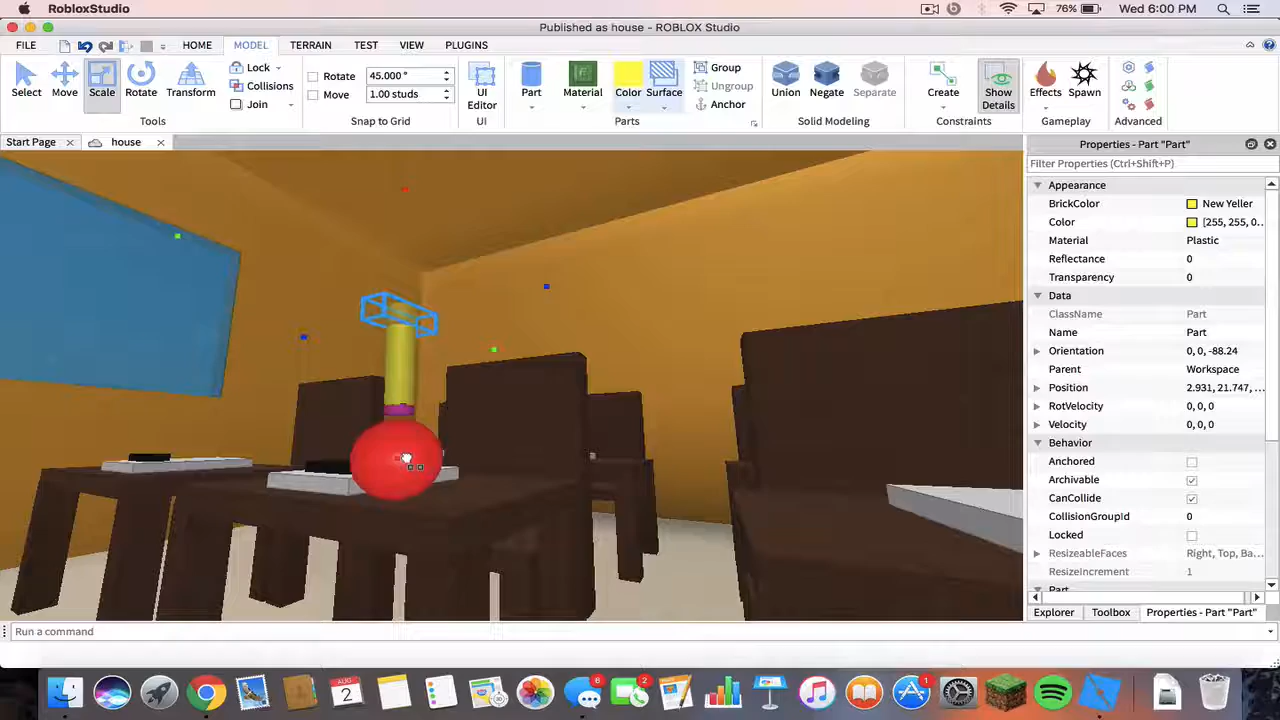 RobloxStudio 76% Wed 6:00 PM
Published as house - ROBLOX Studio
FILE HOME MODEL TERRAIN TEST VIEW PLUGINS
Select Move Scale Rotate Transform
Tools
Lock
Collisions
Join
Rotate 45.000 °
Move 1.00 studs
Snap to Grid
UI
Editor
UI
Part Material Color Surface
Group
Ungroup
Anchor
Parts
Union Negate Separate
Solid Modeling
Create Show
Details
Constraints
Effects Spawn
Gameplay
Advanced
Start Page house
Properties - Part "Part"
Filter Properties (Ctrl+Shift+P)
Appearance
BrickColor New Yeller
Color [255, 255, 0...
Material Plastic
Reflectance 0
Transparency 0
Data
ClassName Part
Name Part
Orientation 0, 0, -88.24
Parent Workspace
Position 2.931, 21.747, ...
RotVelocity 0, 0, 0
Velocity 0, 0, 0
Behavior
Anchored
Archivable
CanCollide
CollisionGroupId 0
Locked
ResizeableFaces Right, Top, Ba...
ResizeIncrement 1
Part
Explorer Toolbox Properties - Part "Part"
Run a command
AUG
2
6
2
1